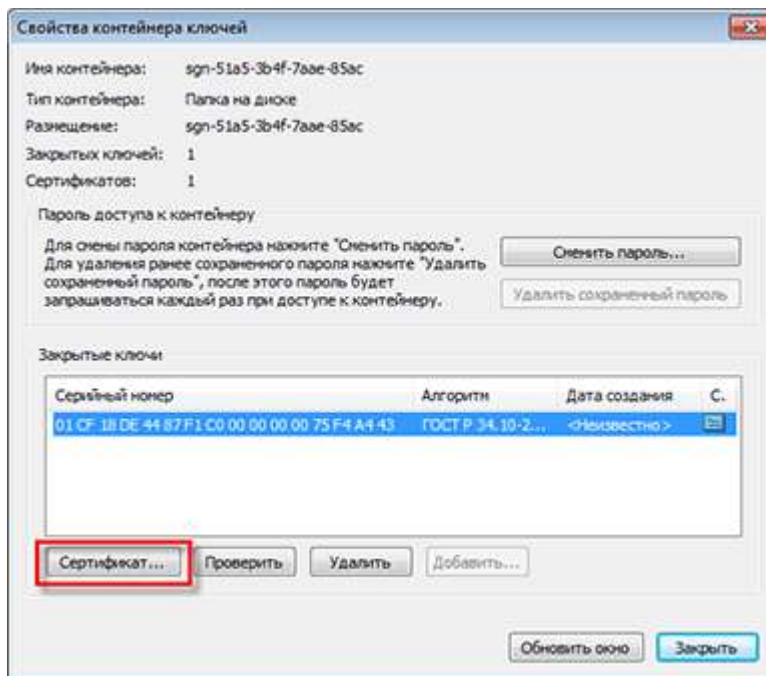 Свойства контейнера ключей
Имя контейнера: sgn-51a5-3b4f-7aae-85ac
Тип контейнера: Папка на диске
Размещение: sgn-51a5-3b4f-7aae-85ac
Закрытых ключей: 1
Сертификатов: 1
Пароль доступа к контейнеру
Для смены пароля контейнера нажмите "Сменить пароль".
Для удаления ранее сохраненного пароля нажмите "Удалить
сохраненный пароль", после этого пароль будет
запрашиваться каждый раз при доступе к контейнеру.
Сменить пароль...
Удалить сохраненный пароль
Закрытые ключи
Серийный номер Алгоритм Дата создания С.
01 CF 18 DE 44 87 F1 C0 00 00 00 00 75 F4 A4 43 ГОСТ Р 34.10-2... <Неизвестно>
Сертификат... Проверить Удалить Добавить...
Обновить окно Закрыть